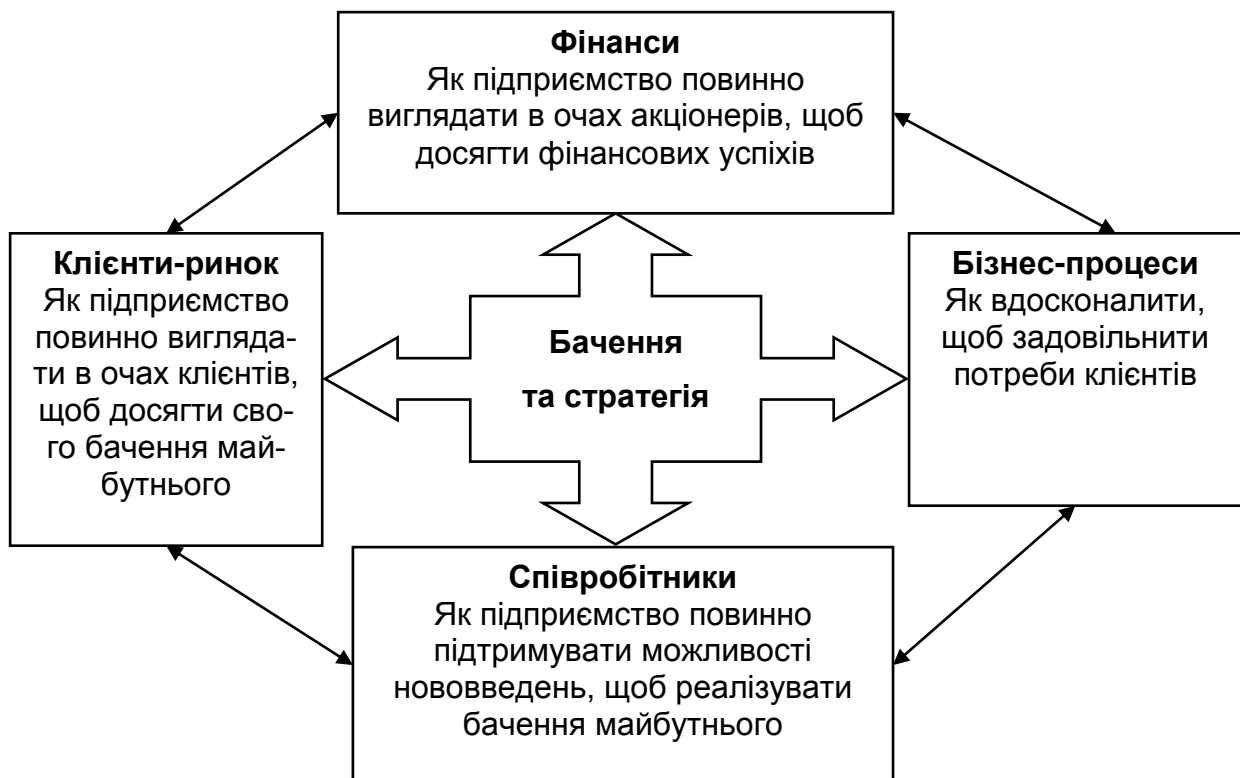 Фінанси
Як підприємство повинно
виглядати в очах акціонерів, щоб
досягти фінансових успіхів
Клієнти-ринок
Як підприємство
повинно вигляда-
ти в очах клієнтів,
щоб досягти сво-
го бачення май-
бутнього
Бачення
та стратегія
Бізнес-процеси
Як вдосконалити,
щоб задовільнити
потреби клієнтів
Співробітники
Як підприємство повинно
підтримувати можливості
нововведень, щоб реалізувати
бачення майбутнього